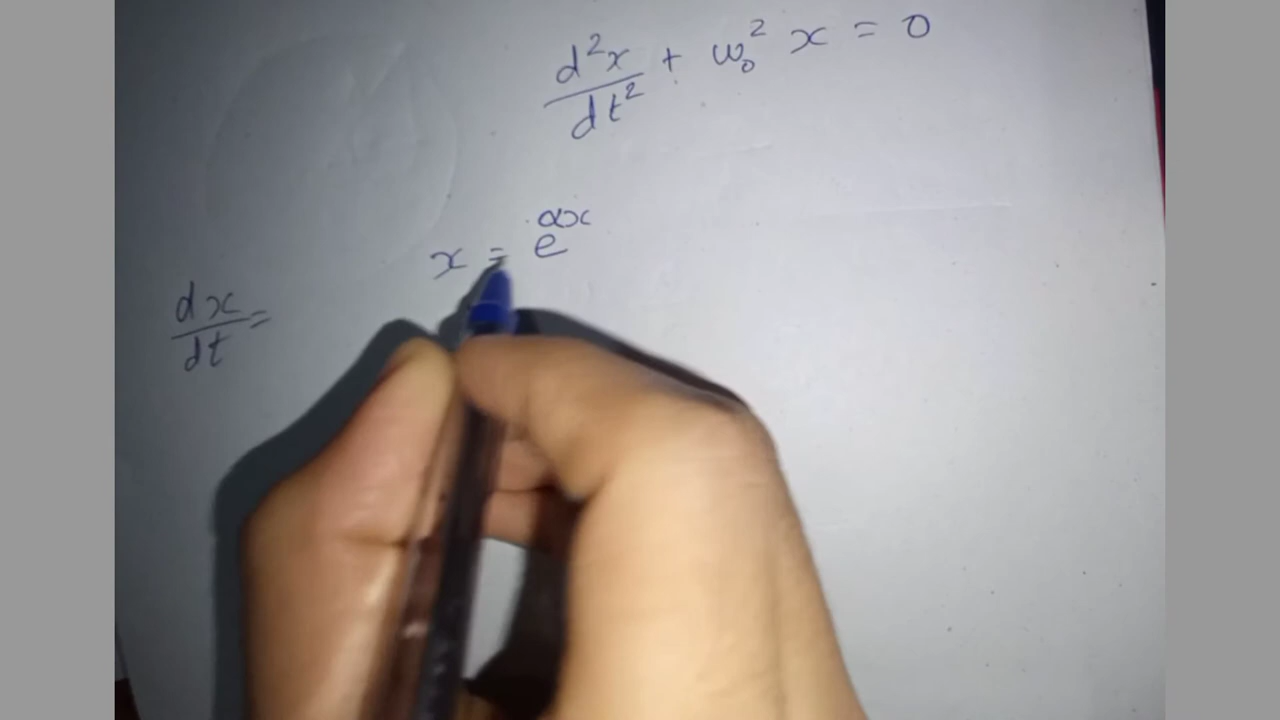 d²x/dt² + ω₀² x = 0
x = e^αx
dx/dt =